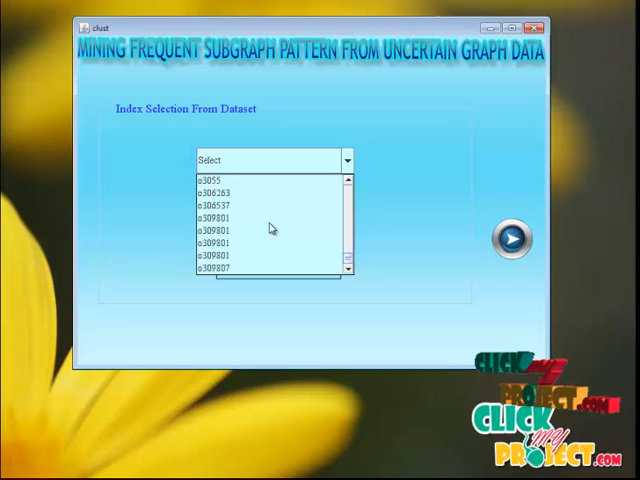 clust
MINING FREQUENT SUBGRAPH PATTERN FROM UNCERTAIN GRAPH DATA
Index Selection From Dataset
Select
o3055
o306263
o306537
o309801
o309801
o309801
o309801
o309807
CLICK MY
PROJECT.COM
CLICK
MY
PROJECT.COM